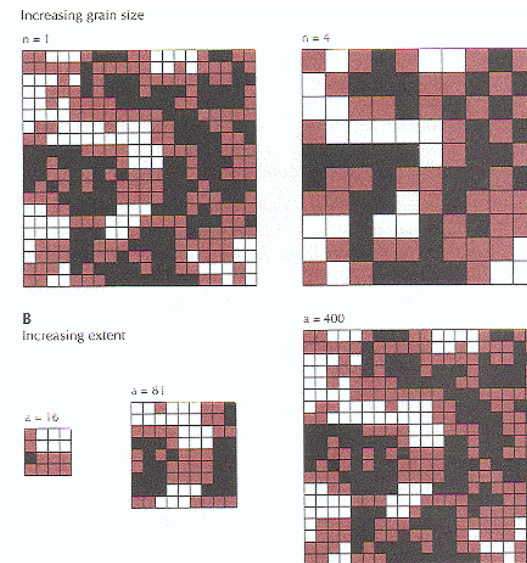 Increasing grain size
n = 1
n = 4
B
Increasing extent
a = 400
a = 81
a = 16